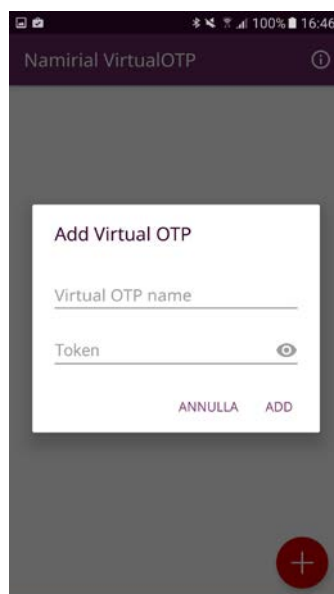 100% 16:46
Namirial VirtualOTP
Add Virtual OTP
Virtual OTP name
Token
ANNULLA ADD